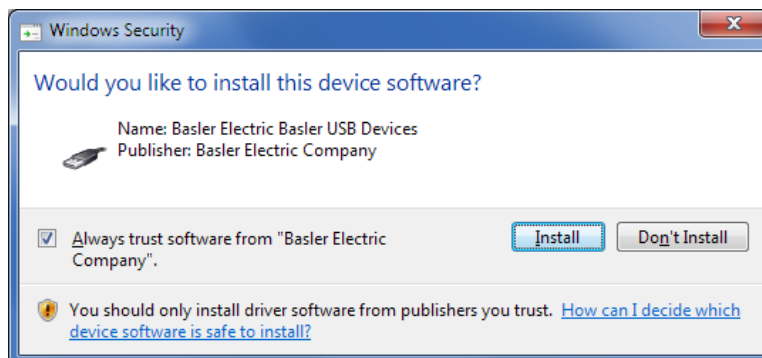 Windows Security
Would you like to install this device software?
Name: Basler Electric Basler USB Devices
Publisher: Basler Electric Company
Always trust software from "Basler Electric
Company".
Install
Don't Install
You should only install driver software from publishers you trust. How can I decide which
device software is safe to install?